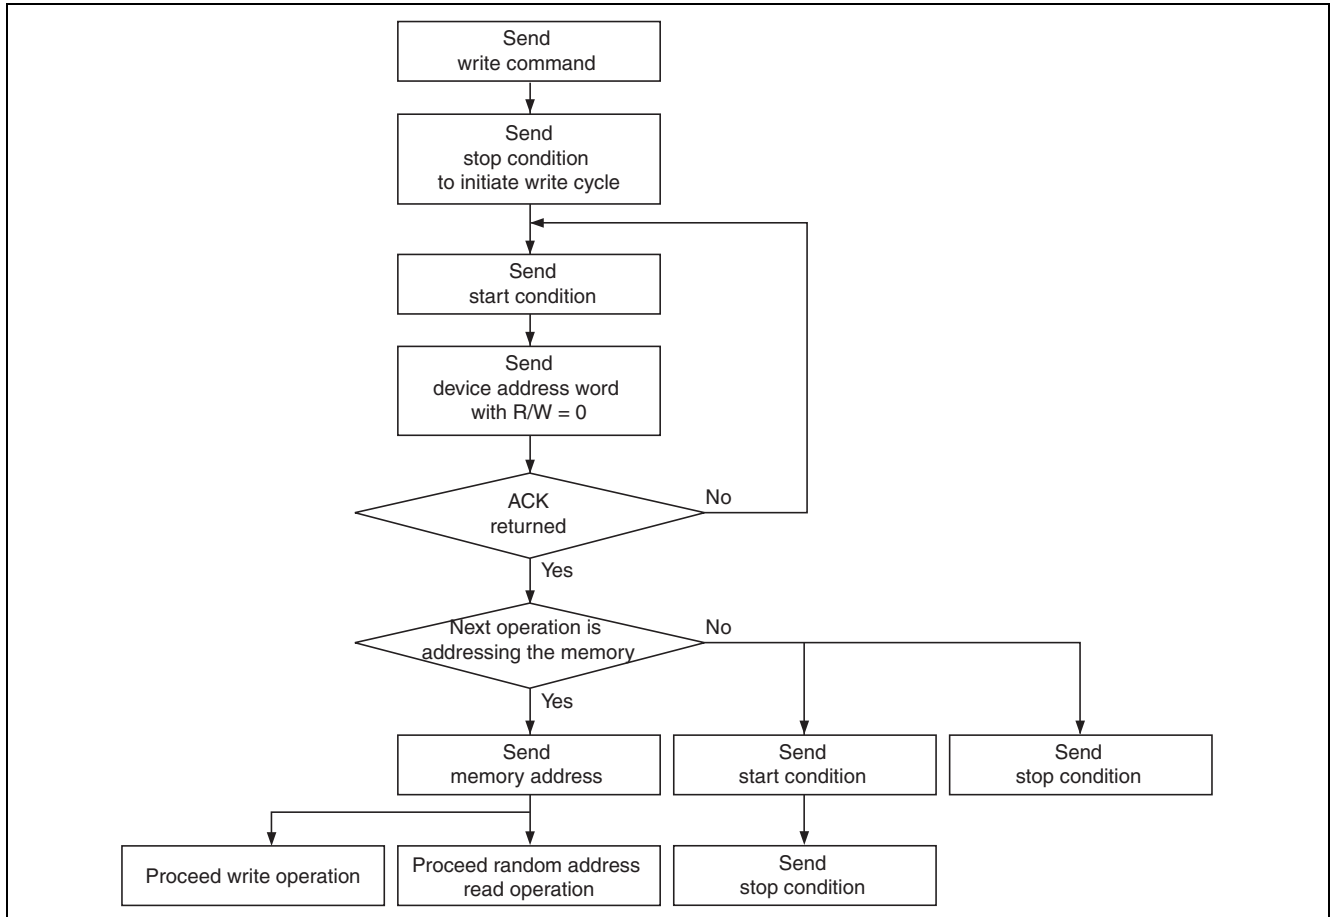 Send
write command
Send
stop condition
to initiate write cycle
Send
start condition
Send
device address word
with R/W = 0
ACK
returned
No
Yes
Next operation is
addressing the memory
No
Yes
Send
memory address
Send
start condition
Send
stop condition
Proceed write operation
Proceed random address
read operation
Send
stop condition